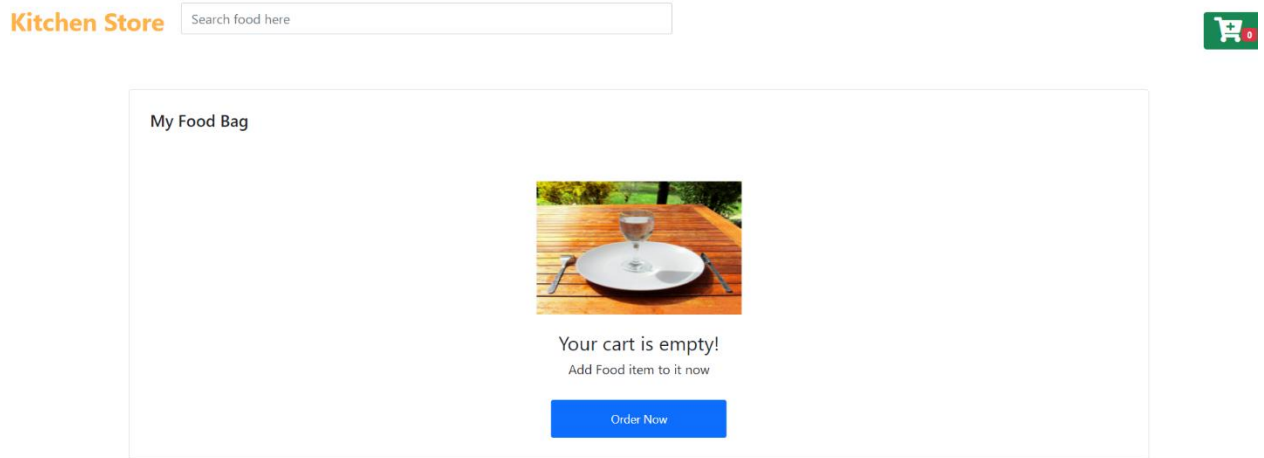 Kitchen Store
Search food here
0
My Food Bag
Your cart is empty!
Add Food item to it now
Order Now